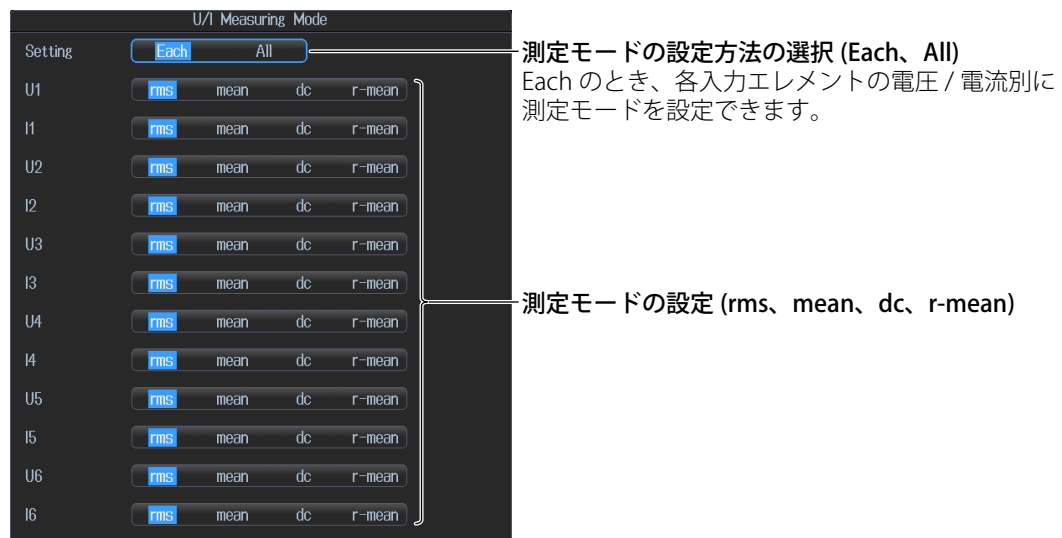 U/I Measuring Mode
Setting Each All
測定モードの設定方法の選択 (Each、All)
Each のとき、各入力エレメントの電圧 / 電流別に
測定モードを設定できます。
U1 rms mean dc r-mean
I1 rms mean dc r-mean
U2 rms mean dc r-mean
I2 rms mean dc r-mean
U3 rms mean dc r-mean
I3 rms mean dc r-mean
測定モードの設定 (rms、mean、dc、r-mean)
U4 rms mean dc r-mean
I4 rms mean dc r-mean
U5 rms mean dc r-mean
I5 rms mean dc r-mean
U6 rms mean dc r-mean
I6 rms mean dc r-mean